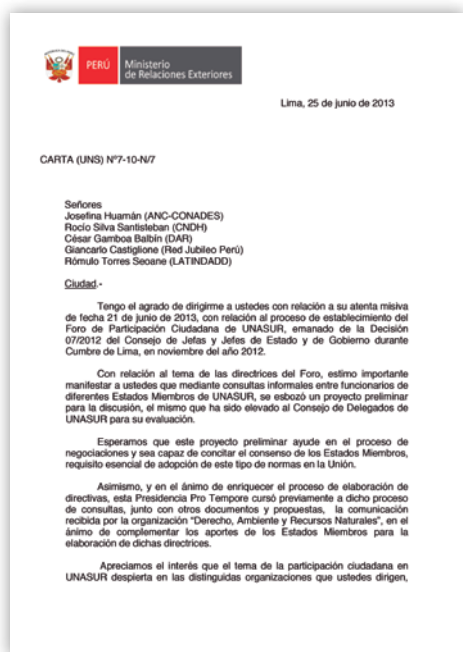 PERÚ
Ministerio
de Relaciones Exteriores
Lima, 25 de junio de 2013
CARTA (UNS) Nº7-10-N/7
Señores
Josefina Huamán (ANC-CONADES)
Rocío Silva Santisteban (CNDH)
César Gamboa Balbín (DAR)
Giancarlo Castiglione (Red Jubileo Perú)
Rómulo Torres Seoane (LATINDADD)
Ciudad.-
Tengo el agrado de dirigirme a ustedes con relación a su atenta misiva
de fecha 21 de junio de 2013, con relación al proceso de establecimiento del
Foro de Participación Ciudadana de UNASUR, emanado de la Decisión
07/2012 del Consejo de Jefas y Jefes de Estado y de Gobierno durante
Cumbre de Lima, en noviembre del año 2012.
Con relación al tema de las directrices del Foro, estimo importante
manifestar a ustedes que mediante consultas informales entre funcionarios de
diferentes Estados Miembros de UNASUR, se esbozó un proyecto preliminar
para la discusión, el mismo que ha sido elevado al Consejo de Delegados de
UNASUR para su evaluación.
Esperamos que este proyecto preliminar ayude en el proceso de
negociaciones y sea capaz de concitar el consenso de los Estados Miembros,
requisito esencial de adopción de este tipo de normas en la Unión.
Asimismo, y en el ánimo de enriquecer el proceso de elaboración de
directivas, esta Presidencia Pro Tempore cursó previamente a dicho proceso
de consultas, junto con otros documentos y propuestas, la comunicación
recibida por la organización "Derecho, Ambiente y Recursos Naturales", en el
ánimo de complementar los aportes de los Estados Miembros para la
elaboración de dichas directrices.
Apreciamos el interés que el tema de la participación ciudadana en
UNASUR despierta en las distinguidas organizaciones que ustedes dirigen,